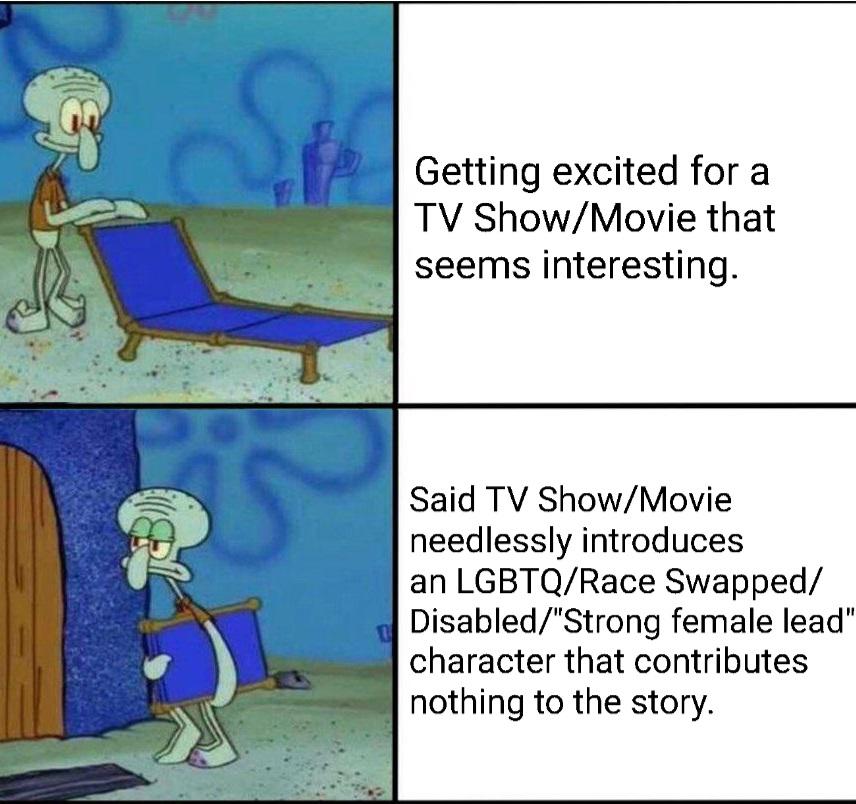 Getting excited for a
TV Show/Movie that
seems interesting.
Said TV Show/Movie
needlessly introduces
an LGBTQ/Race Swapped/
Disabled/"Strong female lead"
character that contributes
nothing to the story.